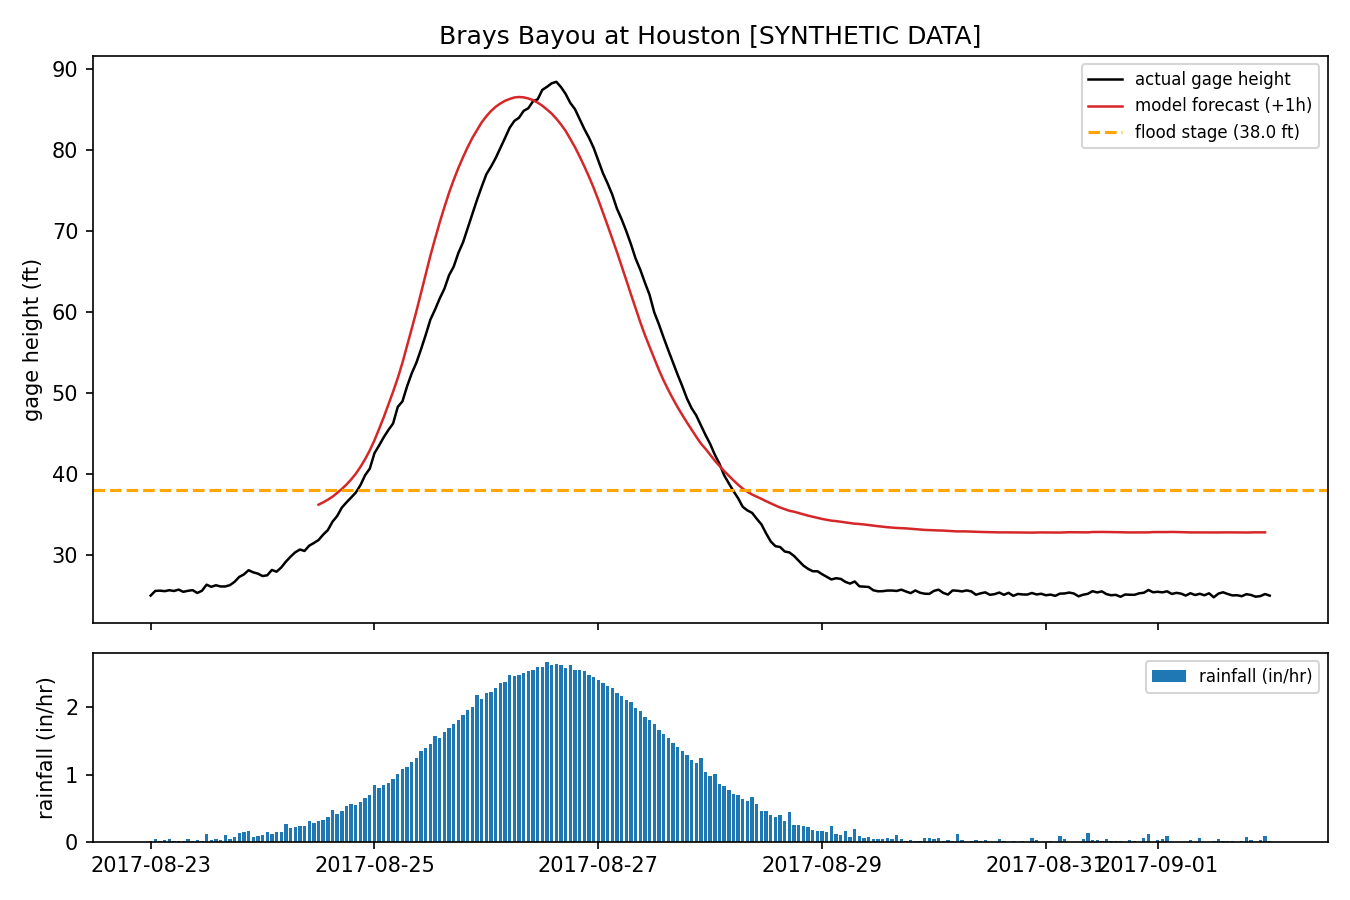 Brays Bayou at Houston [SYNTHETIC DATA]
actual gage height
model forecast (+1h)
flood stage (38.0 ft)
gage height (ft)
90
80
70
60
50
40
30
rainfall (in/hr)
rainfall (in/hr)
2
1
0
2017-08-23
2017-08-25
2017-08-27
2017-08-29
2017-08-31
2017-09-01